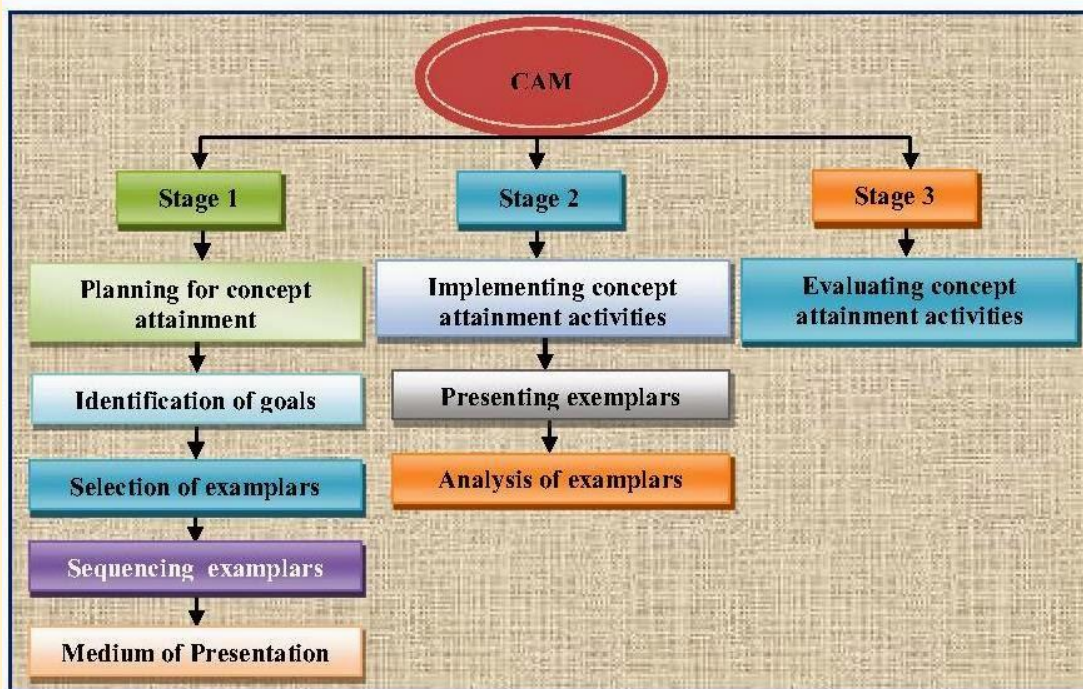 CAM
Stage 1
Planning for concept
attainment
Identification of goals
Selection of examplars
Sequencing examplars
Medium of Presentation
Stage 2
Implementing concept
attainment activities
Presenting exemplars
Analysis of examplars
Stage 3
Evaluating concept
attainment activities